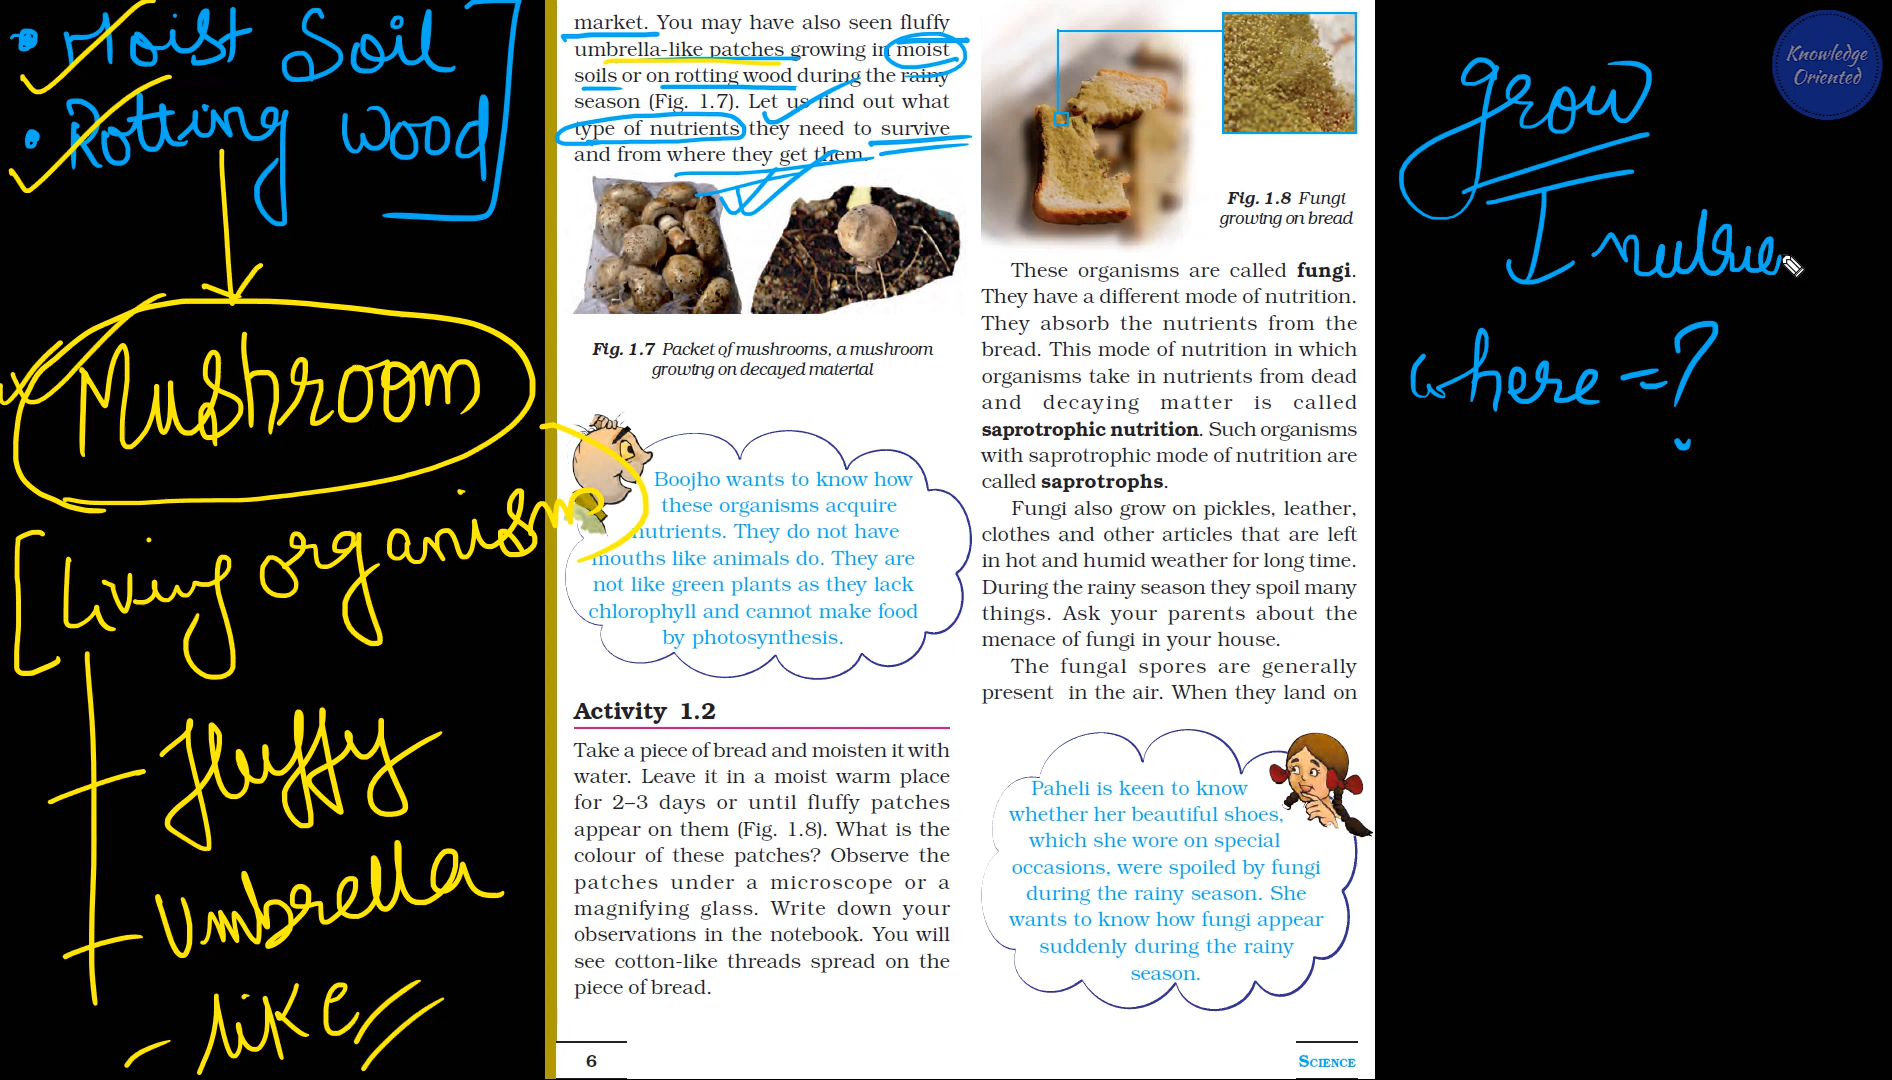 • Moist Soil
• Rotting wood
Mushroom
[Living organism
Fluffy
Umbrella
- like
market. You may have also seen fluffy
umbrella-like patches growing in moist
soils or on rotting wood during the rainy
season (Fig. 1.7). Let us find out what
type of nutrients they need to survive
and from where they get them.
Fig. 1.7 Packet of mushrooms, a mushroom
growing on decayed material
Boojho wants to know how
these organisms acquire
nutrients. They do not have
mouths like animals do. They are
not like green plants as they lack
chlorophyll and cannot make food
by photosynthesis.
Activity 1.2
Take a piece of bread and moisten it with
water. Leave it in a moist warm place
for 2–3 days or until fluffy patches
appear on them (Fig. 1.8). What is the
colour of these patches? Observe the
patches under a microscope or a
magnifying glass. Write down your
observations in the notebook. You will
see cotton-like threads spread on the
piece of bread.
6
Fig. 1.8 Fungi
growing on bread
These organisms are called fungi.
They have a different mode of nutrition.
They absorb the nutrients from the
bread. This mode of nutrition in which
organisms take in nutrients from dead
and decaying matter is called
saprotrophic nutrition. Such organisms
with saprotrophic mode of nutrition are
called saprotrophs.
Fungi also grow on pickles, leather,
clothes and other articles that are left
in hot and humid weather for long time.
During the rainy season they spoil many
things. Ask your parents about the
menace of fungi in your house.
The fungal spores are generally
present in the air. When they land on
Paheli is keen to know
whether her beautiful shoes,
which she wore on special
occasions, were spoiled by fungi
during the rainy season. She
wants to know how fungi appear
suddenly during the rainy
season.
SCIENCE
Knowledge
Oriented
grow
nutrie
where = ?